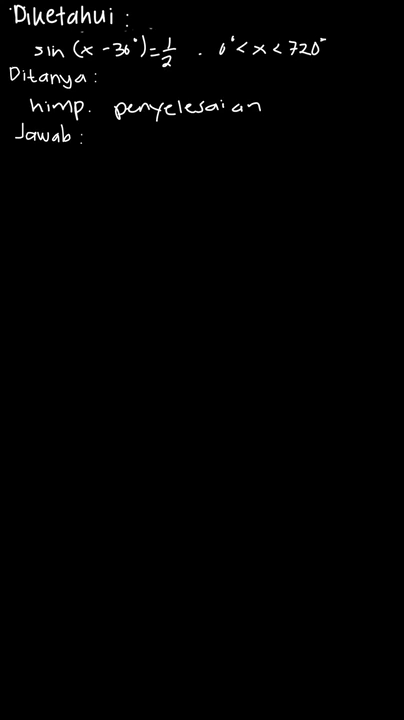 Diketahui :
sin (x - 30°) = 1/2 . 0° < x < 720°
Ditanya :
himp. penyelesaian
Jawab :